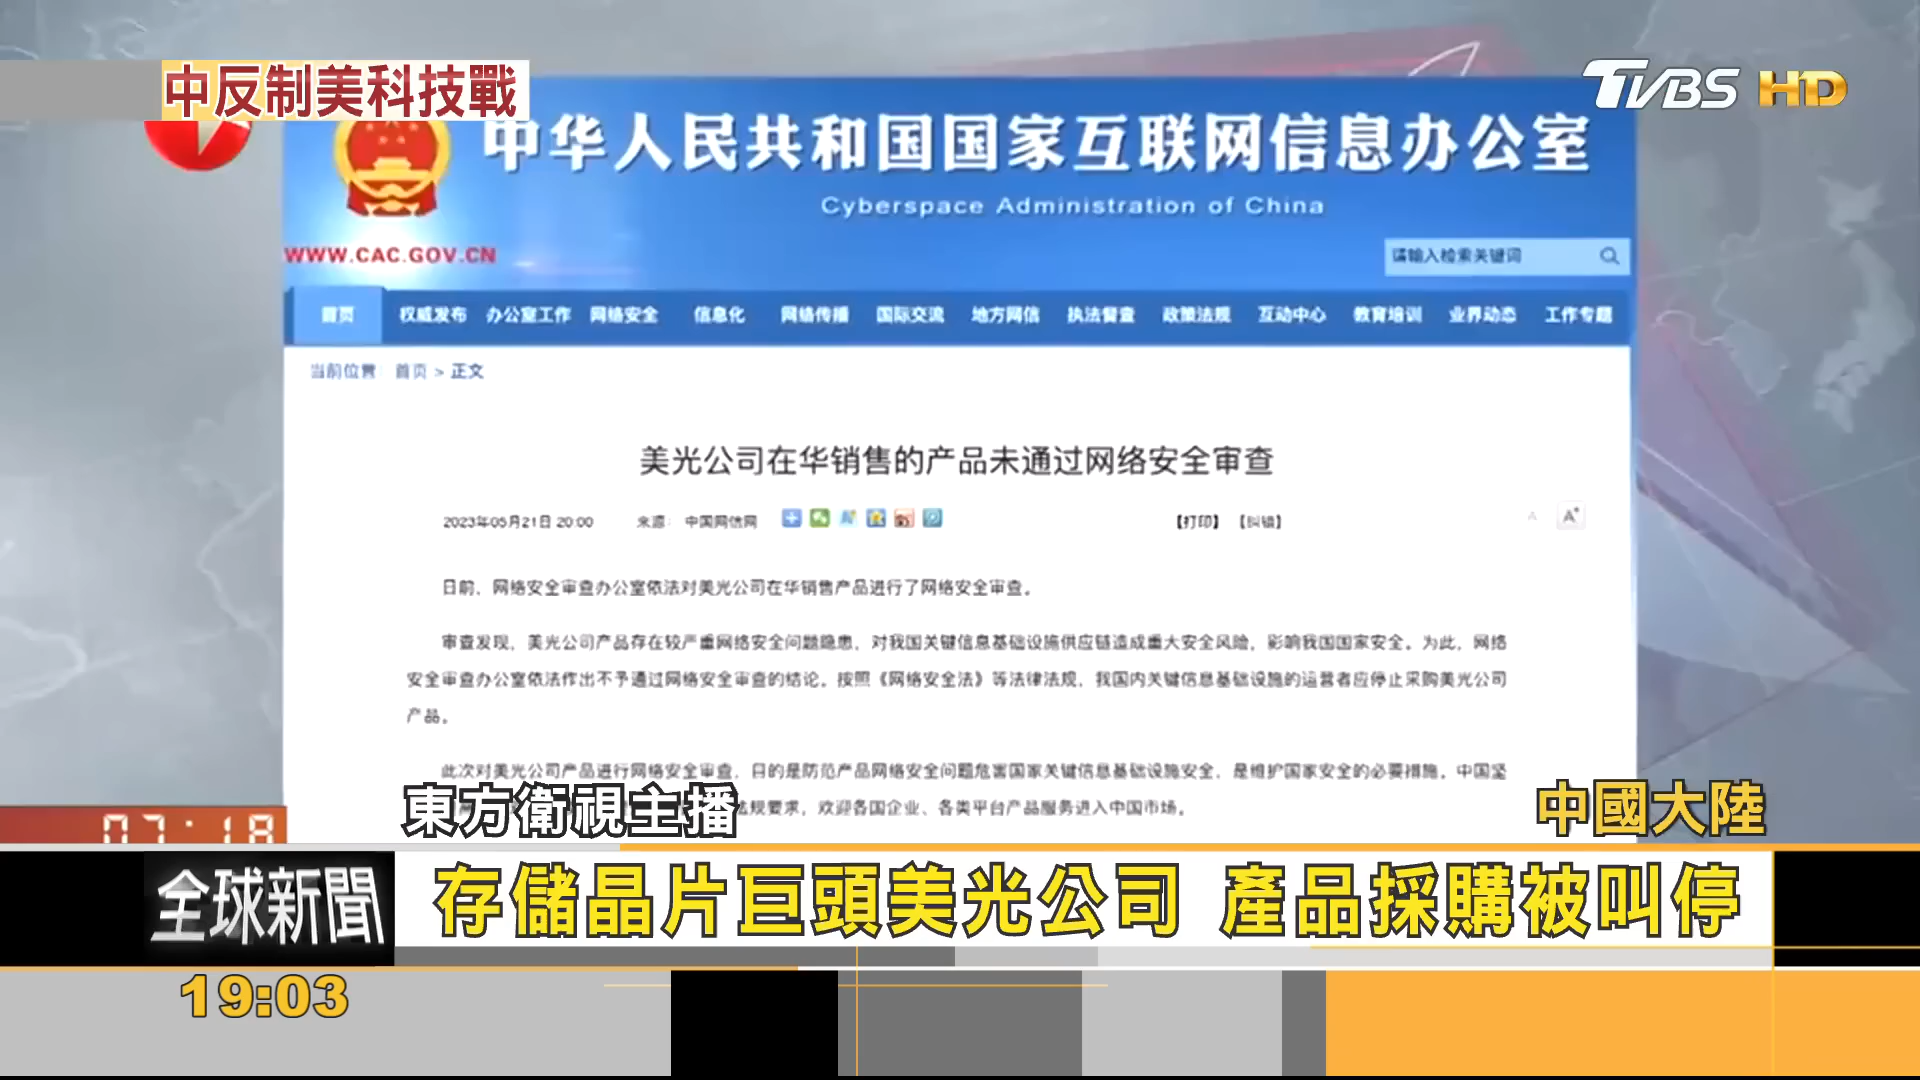 中反制美科技戰
TVBS HD
中华人民共和国国家互联网信息办公室
Cyberspace Administration of China
WWW.CAC.GOV.CN
请输入检索关键词
首页 权威发布 办公室工作 网络安全 信息化 网络传播 国际交流 地方网信 执法督查 政策法规 互动中心 教育培训 业界动态 工作专题
当前位置: 首页 > 正文
美光公司在华销售的产品未通过网络安全审查
2023年05月21日 20:00 来源: 中国网信网 【打印】 【纠错】 A A+
日前，网络安全审查办公室依法对美光公司在华销售产品进行了网络安全审查。
审查发现，美光公司产品存在较严重网络安全问题隐患，对我国关键信息基础设施供应链造成重大安全风险，影响我国国家安全。为此，网络
安全审查办公室依法作出不予通过网络安全审查的结论。按照《网络安全法》等法律法规，我国内关键信息基础设施的运营者应停止采购美光公司
产品。
此次对美光公司产品进行网络安全审查，目的是防范产品网络安全问题危害国家关键信息基础设施安全，是维护国家安全的必要措施。中国坚
法规要求，欢迎各国企业、各类平台产品服务进入中国市场。
07:18
東方衛視主播
中國大陸
全球新聞
存儲晶片巨頭美光公司 產品採購被叫停
19:03